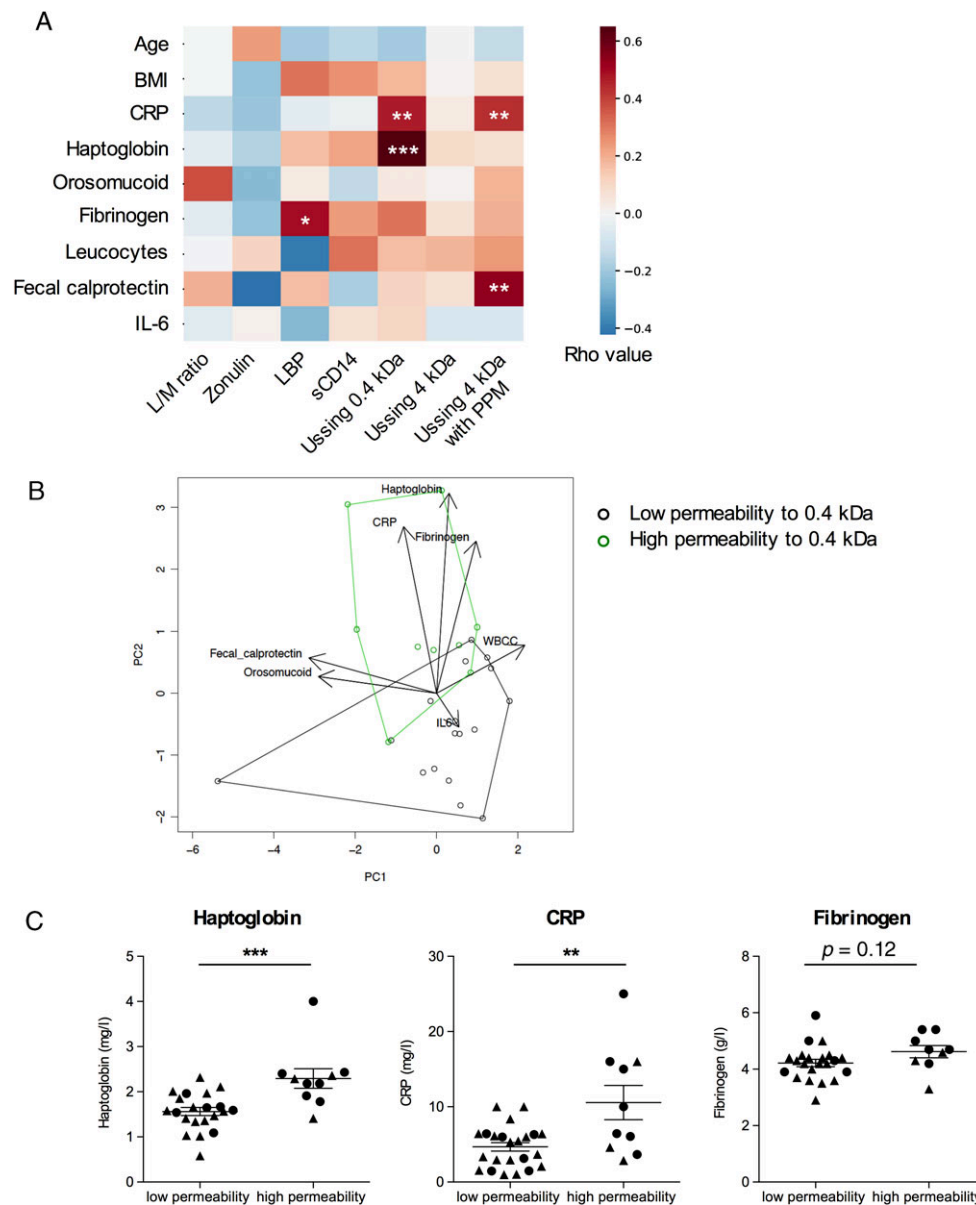 A
Age
BMI
CRP
Haptoglobin
Orosomucoid
Fibrinogen
Leucocytes
Fecal calprotectin
IL-6
** **
***
*
**
0.6
0.4
0.2
0.0
−0.2
−0.4
Rho value
L/M ratio
Zonulin
LBP
sCD14
Ussing 0.4 kDa
Ussing 4 kDa
Ussing 4 kDa
with PPM
B
Haptoglobin
CRP
Fibrinogen
WBCC
Fecal_calprotectin
Orosomucoid
IL6
PC2
3
2
1
0
−1
−2
−6 −4 −2 0 2
PC1
Low permeability to 0.4 kDa
High permeability to 0.4 kDa
C
Haptoglobin
***
Haptoglobin (mg/l)
5
4
3
2
1
0
low permeability high permeability
CRP
**
CRP (mg/l)
30
20
10
0
low permeability high permeability
Fibrinogen
p = 0.12
Fibrinogen (g/l)
8
6
4
2
0
low permeability high permeability